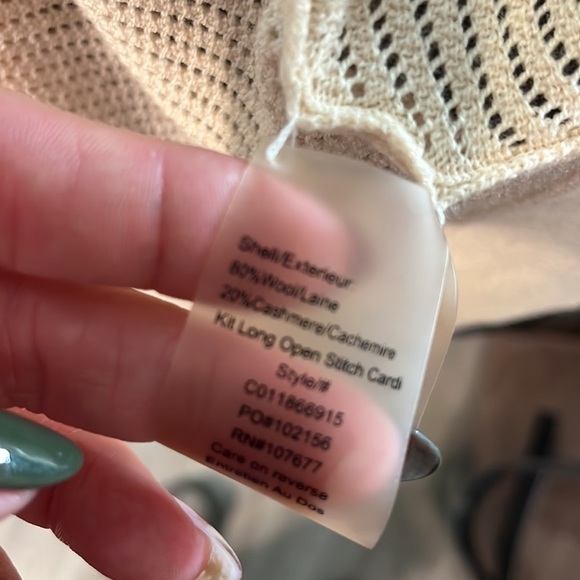 Shell/Exterieur
80%Wool/Laine
20%Cashmere/Cachemire
Kit Long Open Stitch Cardi
Style/#
C011866915
PO#102156
RN#107677
Care on reverse
Entretien Au Dos